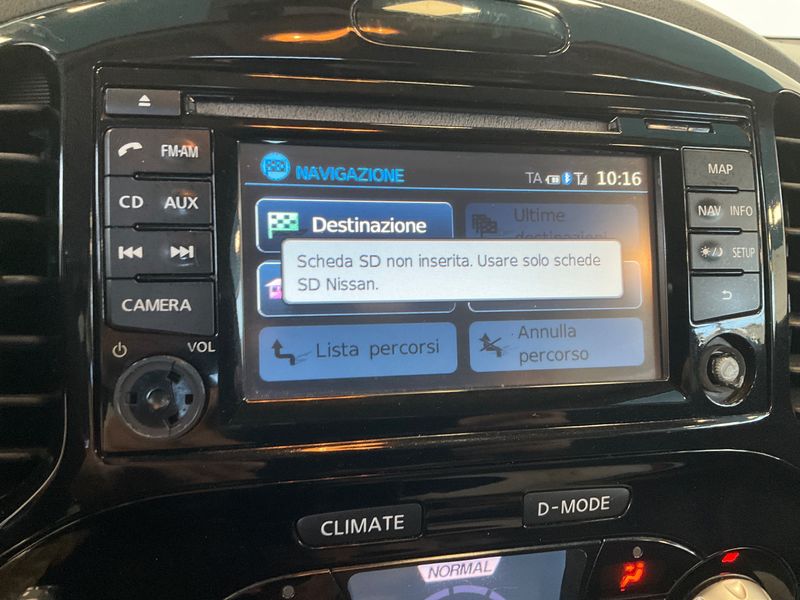 NAVIGAZIONE
TA
10:16
FM-AM
CD
AUX
CAMERA
VOL
Destinazione
Ultime
destinazioni
Scheda SD non inserita. Usare solo schede
SD Nissan.
Lista percorsi
Annulla
percorso
MAP
NAV
INFO
SETUP
CLIMATE
D-MODE
NORMAL